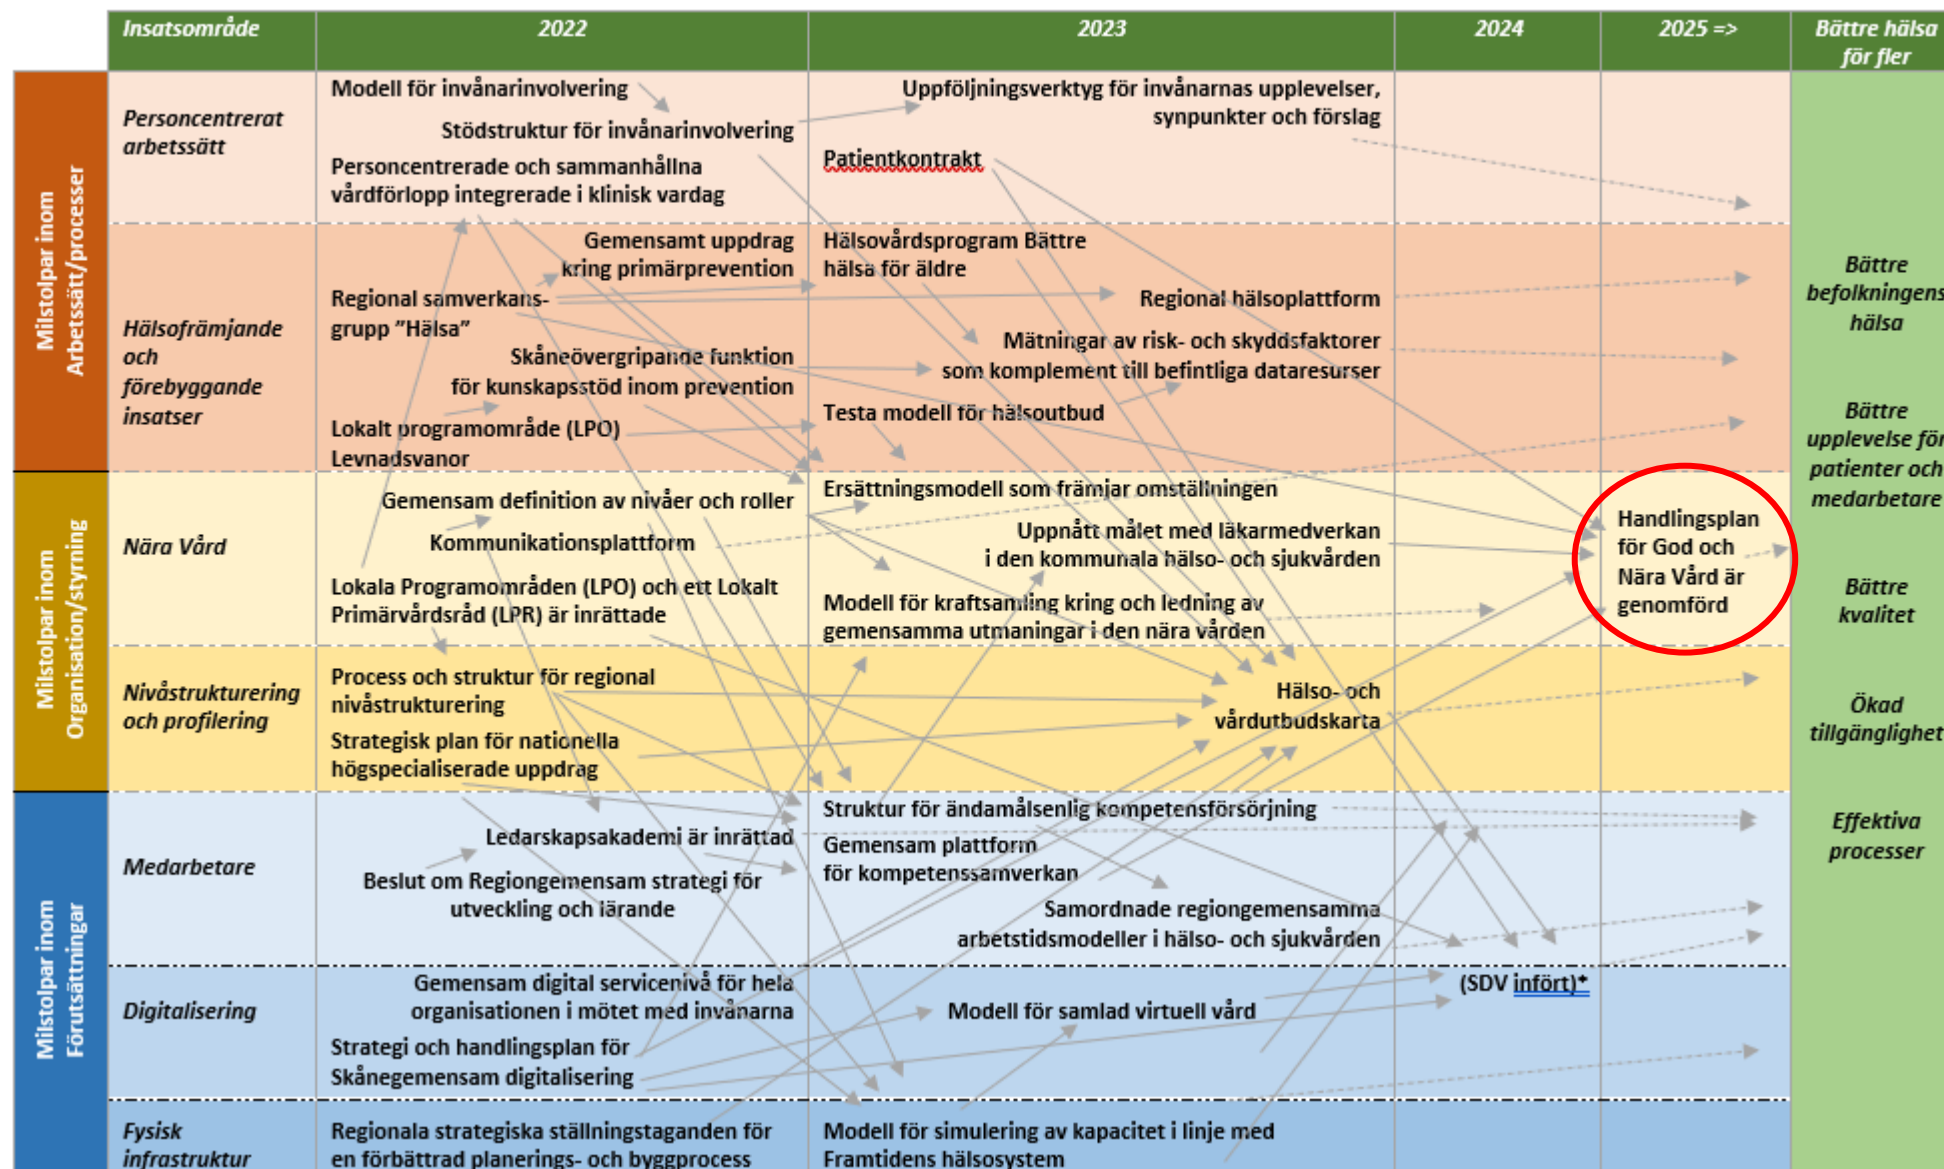 Insatsområde
2022
2023
2024
2025 =>
Bättre hälsa
för fler
Milstolpar inom
Arbetssätt/processer
Personcentrerat
arbetssätt
Modell för invånarinvolvering
Stödstruktur för invånarinvolvering
Personcentrerade och sammanhållna
vårdförlopp integrerade i klinisk vardag
Uppföljningsverktyg för invånarnas upplevelser,
synpunkter och förslag
Patientkontrakt
Hälsofrämjande
och
förebyggande
insatser
Gemensamt uppdrag
kring primärprevention
Regional samverkans-
grupp "Hälsa"
Skåneövergripande funktion
för kunskapsstöd inom prevention
Lokalt programområde (LPO)
Levnadsvanor
Hälsovårdsprogram Bättre
hälsa för äldre
Regional hälsoplattform
Mätningar av risk- och skyddsfaktorer
som komplement till befintliga dataresurser
Testa modell för hälsoutbud
Milstolpar inom
Organisation/styrning
Nära Vård
Gemensam definition av nivåer och roller
Kommunikationsplattform
Lokala Programområden (LPO) och ett Lokalt
Primärvårdsråd (LPR) är inrättade
Ersättningsmodell som främjar omställningen
Uppnått målet med läkarmedverkan
i den kommunala hälso- och sjukvården
Modell för kraftsamling kring och ledning av
gemensamma utmaningar i den nära vården
Handlingsplan
för God och
Nära Vård är
genomförd
Nivåstrukturering
och profilering
Process och struktur för regional
nivåstrukturering
Strategisk plan för nationella
högspecialiserade uppdrag
Hälso- och
vårdutbudskarta
Milstolpar inom
Förutsättningar
Medarbetare
Ledarskapsakademi är inrättad
Beslut om Regiongemensam strategi för
utveckling och lärande
Struktur för ändamålsenlig kompetensförsörjning
Gemensam plattform
för kompetenssamverkan
Samordnade regiongemensamma
arbetstidsmodeller i hälso- och sjukvården
Digitalisering
Gemensam digital servicenivå för hela
organisationen i mötet med invånarna
Strategi och handlingsplan för
Skånegemensam digitalisering
Modell för samlad virtuell vård
(SDV infört)*
Fysisk
infrastruktur
Regionala strategiska ställningstaganden för
en förbättrad planerings- och byggprocess
Modell för simulering av kapacitet i linje med
Framtidens hälsosystem
Bättre
befolkningens
hälsa
Bättre
upplevelse för
patienter och
medarbetare
Bättre
kvalitet
Ökad
tillgänglighet
Effektiva
processer